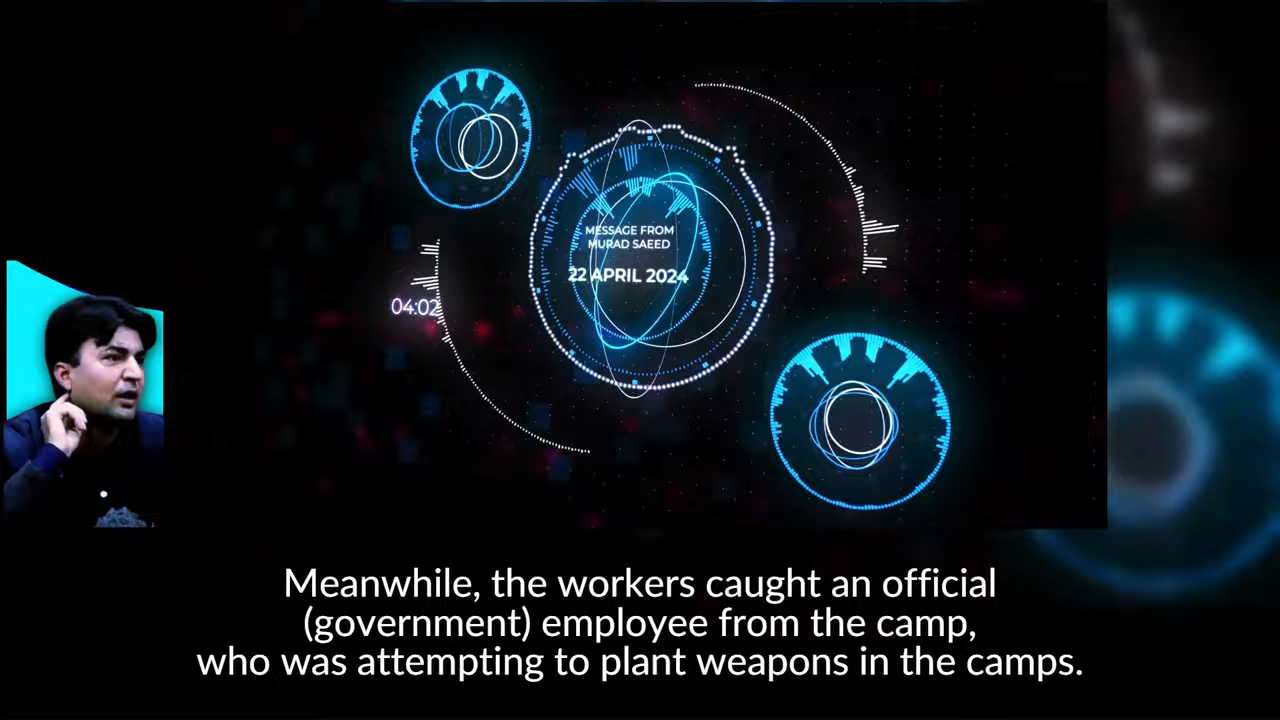 MESSAGE FROM
MURAD SAEED
22 APRIL 2024
04:02
Meanwhile, the workers caught an official
(government) employee from the camp,
who was attempting to plant weapons in the camps.